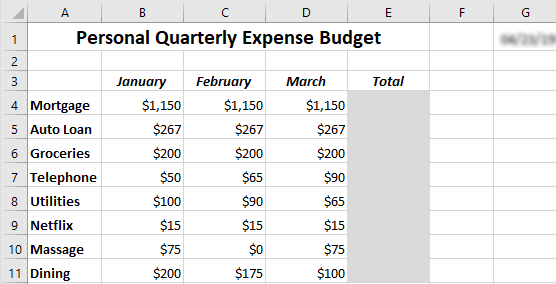 A B C D E F G
1 Personal Quarterly Expense Budget
2
3 January February March Total
4 Mortgage $1,150 $1,150 $1,150
5 Auto Loan $267 $267 $267
6 Groceries $200 $200 $200
7 Telephone $50 $65 $90
8 Utilities $100 $90 $65
9 Netflix $15 $15 $15
10 Massage $75 $0 $75
11 Dining $200 $175 $100